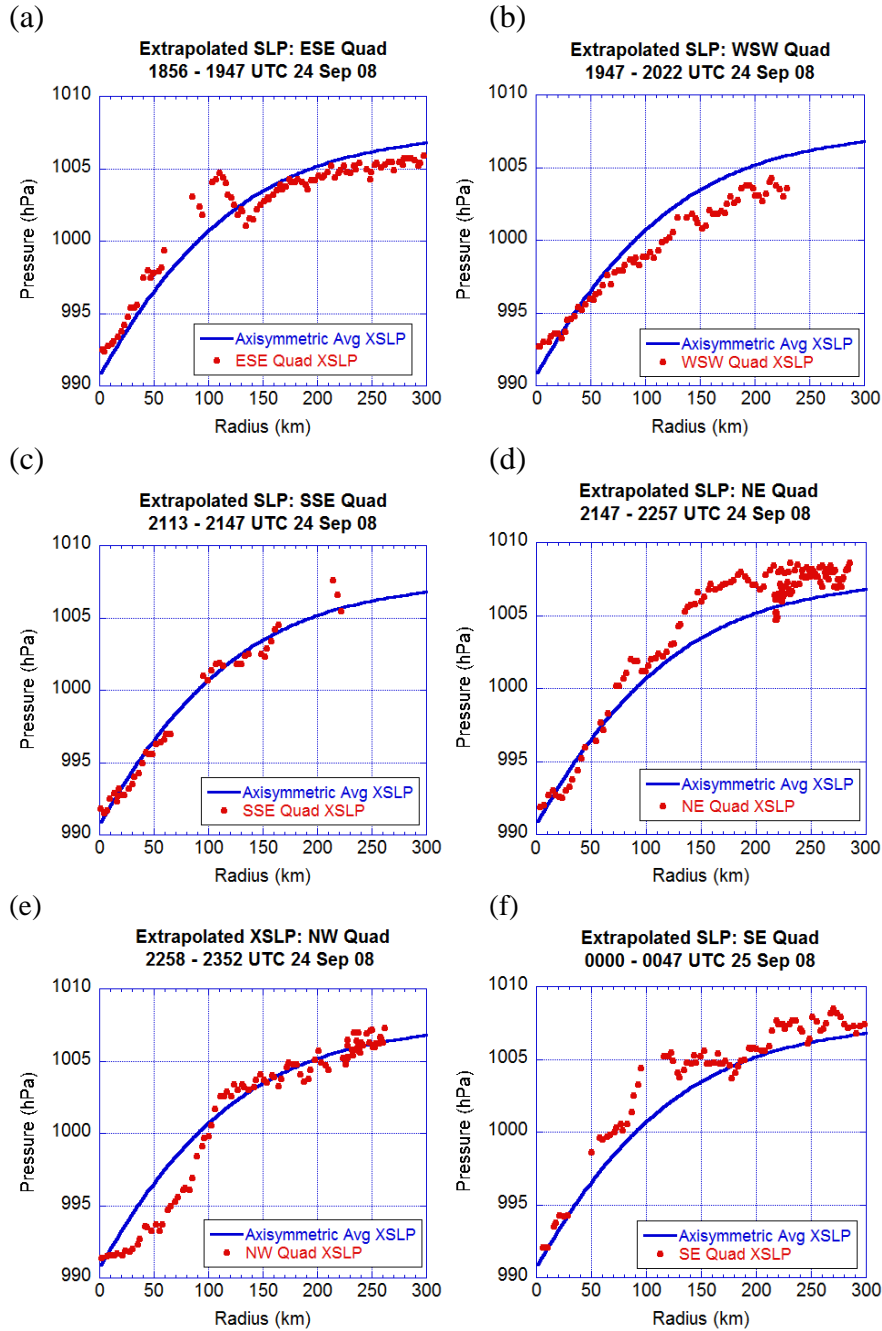 (a)
Extrapolated SLP: ESE Quad
1856 - 1947 UTC 24 Sep 08
1010
1005
1000
995
990
Pressure (hPa)
Axisymmetric Avg XSLP
ESE Quad XSLP
0 50 100 150 200 250 300
Radius (km)
(b)
Extrapolated SLP: WSW Quad
1947 - 2022 UTC 24 Sep 08
1010
1005
1000
995
990
Pressure (hPa)
Axisymmetric Avg XSLP
WSW Quad XSLP
0 50 100 150 200 250 300
Radius (km)
(c)
Extrapolated SLP: SSE Quad
2113 - 2147 UTC 24 Sep 08
1010
1005
1000
995
990
Pressure (hPa)
Axisymmetric Avg XSLP
SSE Quad XSLP
0 50 100 150 200 250 300
Radius (km)
(d)
Extrapolated SLP: NE Quad
2147 - 2257 UTC 24 Sep 08
1010
1005
1000
995
990
Pressure (hPa)
Axisymmetric Avg XSLP
NE Quad XSLP
0 50 100 150 200 250 300
Radius (km)
(e)
Extrapolated XSLP: NW Quad
2258 - 2352 UTC 24 Sep 08
1010
1005
1000
995
990
Pressure (hPa)
Axisymmetric Avg XSLP
NW Quad XSLP
0 50 100 150 200 250 300
Radius (km)
(f)
Extrapolated SLP: SE Quad
0000 - 0047 UTC 25 Sep 08
1010
1005
1000
995
990
Pressure (hPa)
Axisymmetric Avg XSLP
SE Quad XSLP
0 50 100 150 200 250 300
Radius (km)